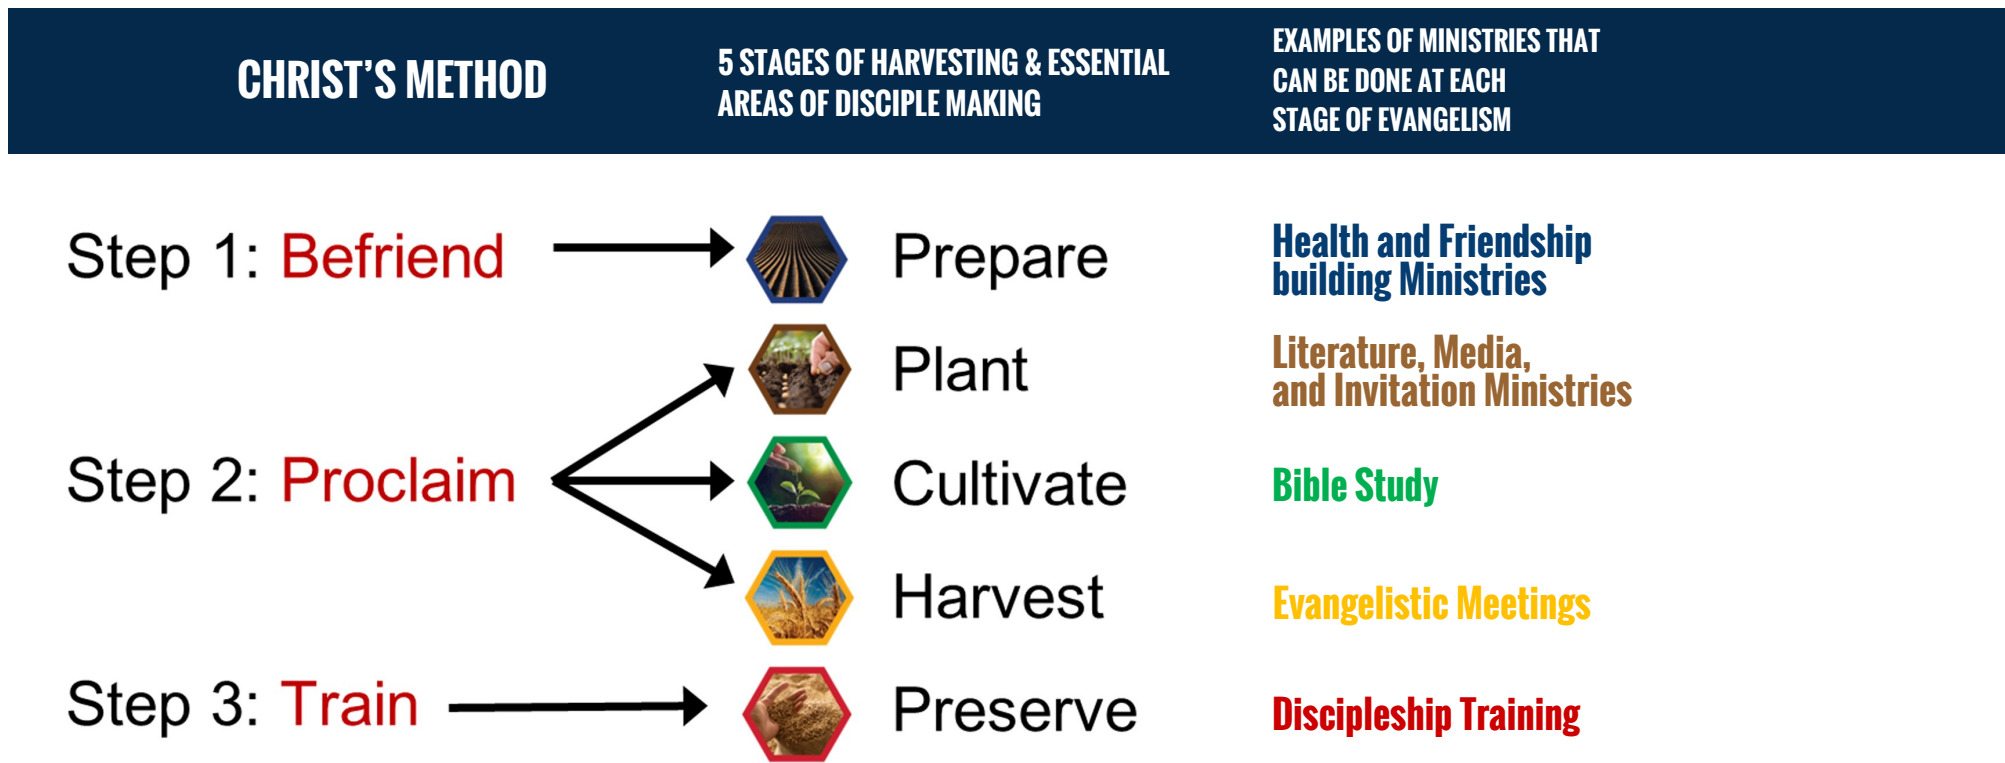 CHRIST'S METHOD
5 STAGES OF HARVESTING & ESSENTIAL
AREAS OF DISCIPLE MAKING
EXAMPLES OF MINISTRIES THAT
CAN BE DONE AT EACH
STAGE OF EVANGELISM
Step 1: Befriend
Prepare
Health and Friendship
building Ministries
Plant
Literature, Media,
and Invitation Ministries
Step 2: Proclaim
Cultivate
Bible Study
Harvest
Evangelistic Meetings
Step 3: Train
Preserve
Discipleship Training